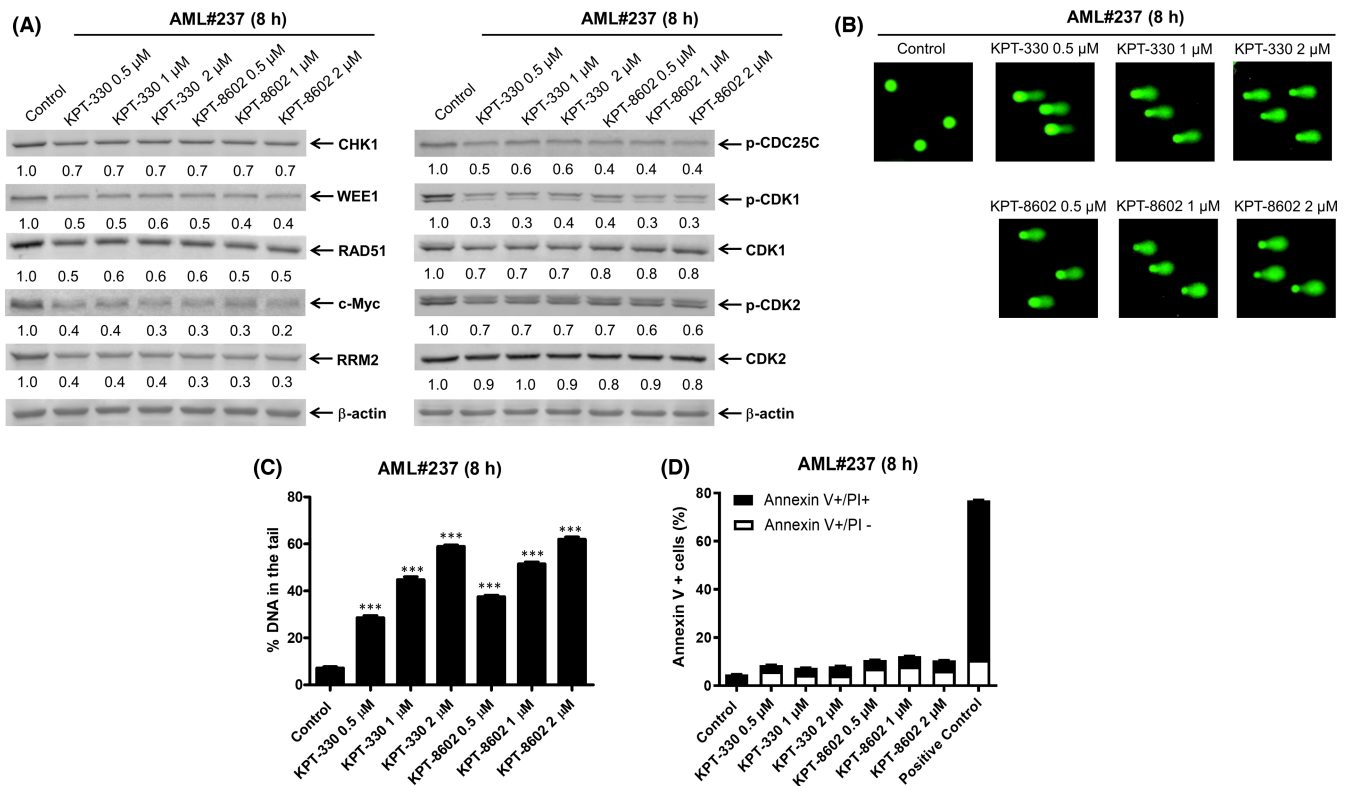 (A)
AML#237 (8 h)
Control
KPT-330 0.5 µM
KPT-330 1 µM
KPT-330 2 µM
KPT-8602 0.5 µM
KPT-8602 1 µM
KPT-8602 2 µM
CHK1
1.0 0.7 0.7 0.7 0.7 0.7 0.7
WEE1
1.0 0.5 0.5 0.6 0.5 0.4 0.4
RAD51
1.0 0.5 0.6 0.6 0.6 0.5 0.5
c-Myc
1.0 0.4 0.4 0.3 0.3 0.3 0.2
RRM2
1.0 0.4 0.4 0.4 0.3 0.3 0.3
β-actin
AML#237 (8 h)
Control
KPT-330 0.5 µM
KPT-330 1 µM
KPT-330 2 µM
KPT-8602 0.5 µM
KPT-8602 1 µM
KPT-8602 2 µM
p-CDC25C
1.0 0.5 0.6 0.6 0.4 0.4 0.4
p-CDK1
1.0 0.3 0.3 0.4 0.4 0.3 0.3
CDK1
1.0 0.7 0.7 0.7 0.8 0.8 0.8
p-CDK2
1.0 0.7 0.7 0.7 0.7 0.6 0.6
CDK2
1.0 0.9 1.0 0.9 0.8 0.9 0.8
β-actin
(B)
AML#237 (8 h)
Control
KPT-330 0.5 µM
KPT-330 1 µM
KPT-330 2 µM
KPT-8602 0.5 µM
KPT-8602 1 µM
KPT-8602 2 µM
(C)
AML#237 (8 h)
% DNA in the tail
80
60
40
20
0
***
***
***
***
***
***
Control
KPT-330 0.5 µM
KPT-330 1 µM
KPT-330 2 µM
KPT-8602 0.5 µM
KPT-8602 1 µM
KPT-8602 2 µM
(D)
AML#237 (8 h)
Annexin V + cells (%)
80
60
40
20
0
Annexin V+/PI+
Annexin V+/PI -
Control
KPT-330 0.5 µM
KPT-330 1 µM
KPT-330 2 µM
KPT-8602 0.5 µM
KPT-8602 1 µM
KPT-8602 2 µM
Positive Control